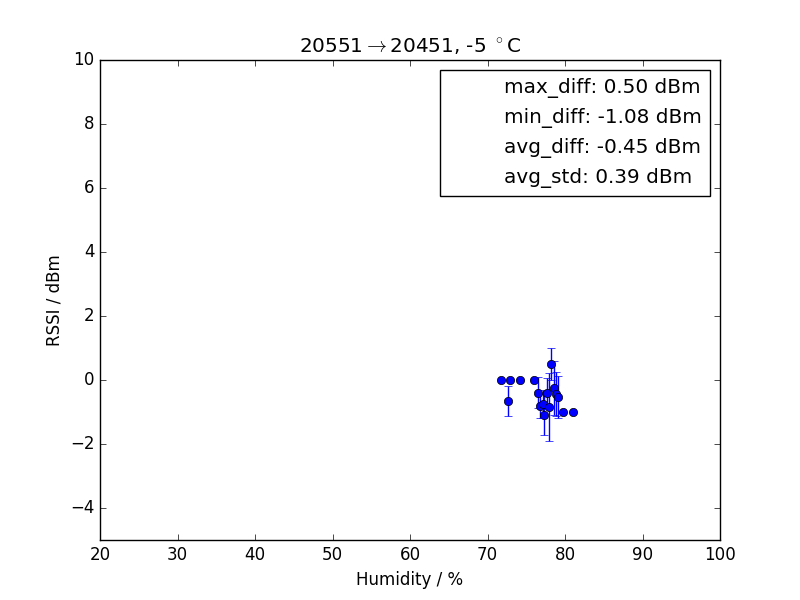 20551→20451, -5 °C
max_diff: 0.50 dBm
min_diff: -1.08 dBm
avg_diff: -0.45 dBm
avg_std: 0.39 dBm
10
8
6
4
2
0
−2
−4
RSSI / dBm
20 30 40 50 60 70 80 90 100
Humidity / %